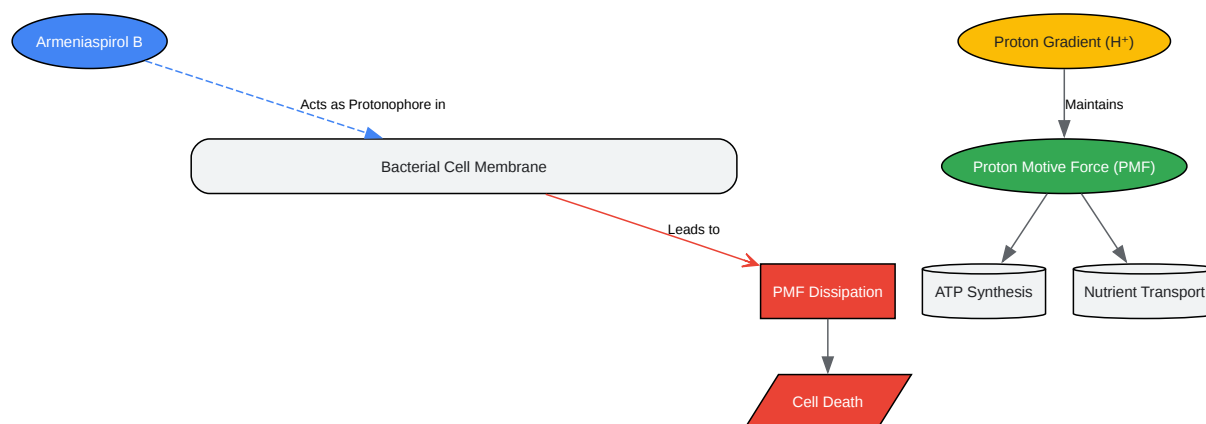 Armeniaspirol B
Proton Gradient (H⁺)
Acts as Protonophore in
Maintains
Bacterial Cell Membrane
Proton Motive Force (PMF)
Leads to
PMF Dissipation
ATP Synthesis
Nutrient Transport
Cell Death